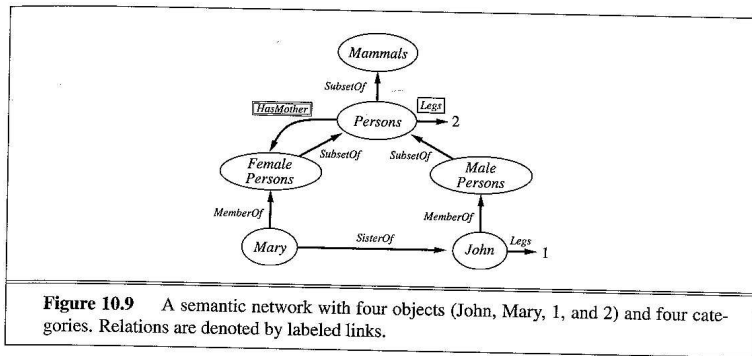 Mammals
SubsetOf
HasMother
Legs
Persons
2
SubsetOf
SubsetOf
Female
Persons
Male
Persons
MemberOf
MemberOf
Mary
SisterOf
John
Legs
1
Figure 10.9 A semantic network with four objects (John, Mary, 1, and 2) and four cate-
gories. Relations are denoted by labeled links.